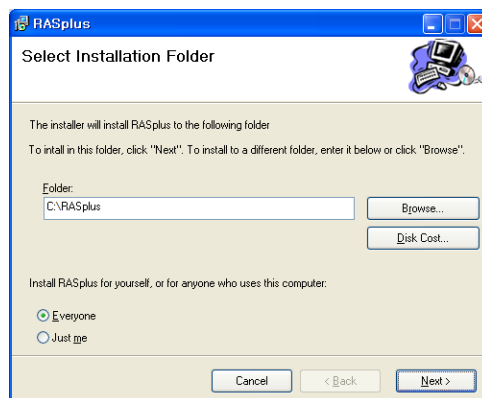 RASplus
Select Installation Folder
The installer will install RASplus to the following folder
To intall in this folder, click "Next". To install to a different folder, enter it below or click "Browse".
Folder:
C:\RASplus
Browse...
Disk Cost...
Install RASplus for yourself, or for anyone who uses this computer:
Everyone
Just me
Cancel
< Back
Next >